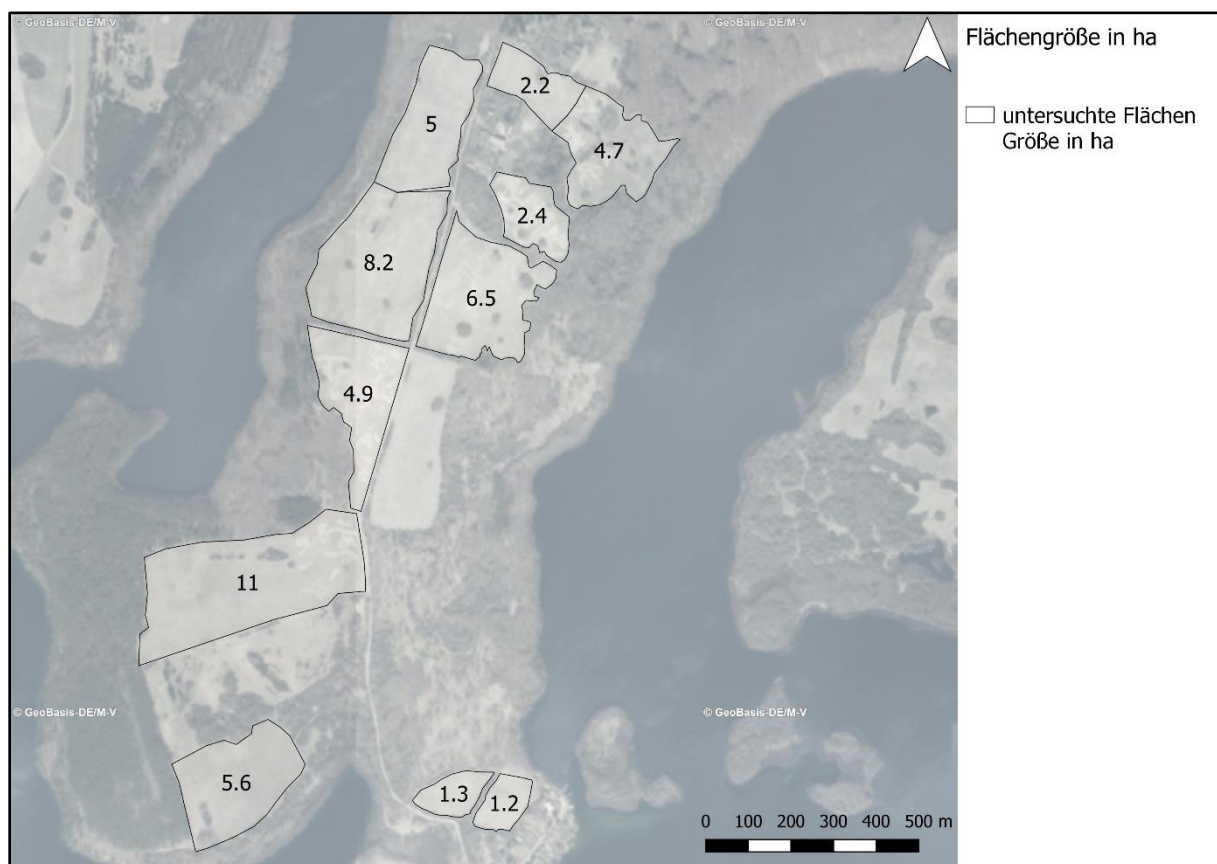 © GeoBasis-DE/M-V
© GeoBasis-DE/M-V
Flächengröße in ha
untersuchte Flächen
Größe in ha
2.2
5
4.7
2.4
8.2
6.5
4.9
11
© GeoBasis-DE/M-V
© GeoBasis-DE/M-V
5.6
1.3
1.2
0 100 200 300 400 500 m